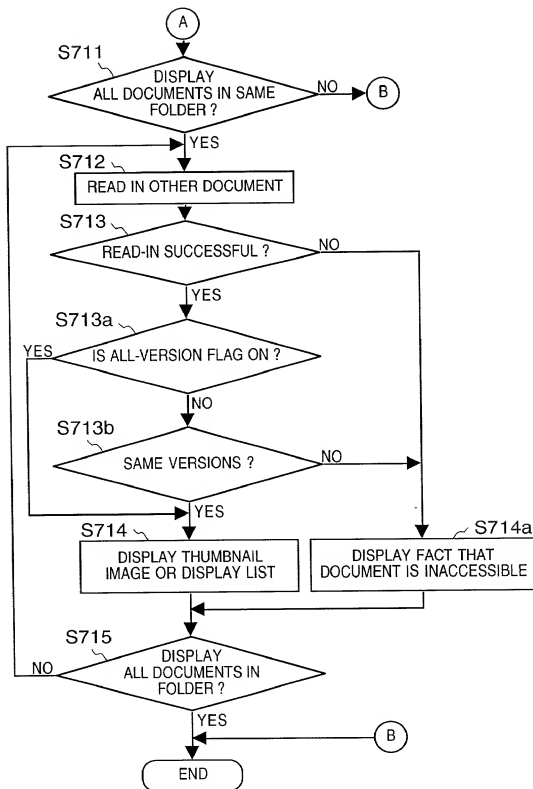 A
S711
DISPLAY
ALL DOCUMENTS IN SAME
FOLDER ?
NO
B
YES
S712
READ IN OTHER DOCUMENT
S713
READ-IN SUCCESSFUL ?
NO
YES
S713a
YES
IS ALL-VERSION FLAG ON ?
NO
S713b
SAME VERSIONS ?
NO
YES
S714
S714a
DISPLAY THUMBNAIL
IMAGE OR DISPLAY LIST
DISPLAY FACT THAT
DOCUMENT IS INACCESSIBLE
S715
DISPLAY
ALL DOCUMENTS IN
FOLDER ?
NO
YES
B
END